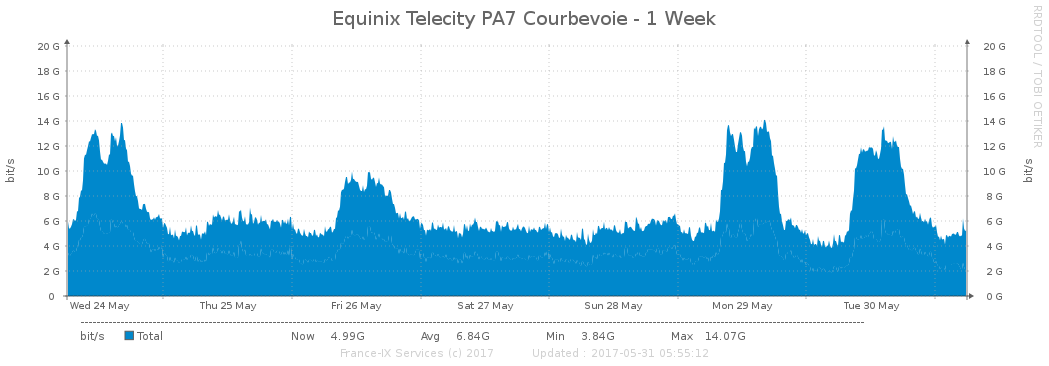 Equinix Telecity PA7 Courbevoie - 1 Week
RRDTOOL / TOBI OETIKER
20 G 20 G
18 G 18 G
16 G 16 G
14 G 14 G
12 G 12 G
10 G 10 G
8 G 8 G
6 G 6 G
4 G 4 G
2 G 2 G
0 0 G
bit/s
bit/s
Wed 24 May Thu 25 May Fri 26 May Sat 27 May Sun 28 May Mon 29 May Tue 30 May
bit/s Total Now 4.99G Avg 6.84G Min 3.84G Max 14.07G
France-IX Services (c) 2017 Updated : 2017-05-31 05:55:12